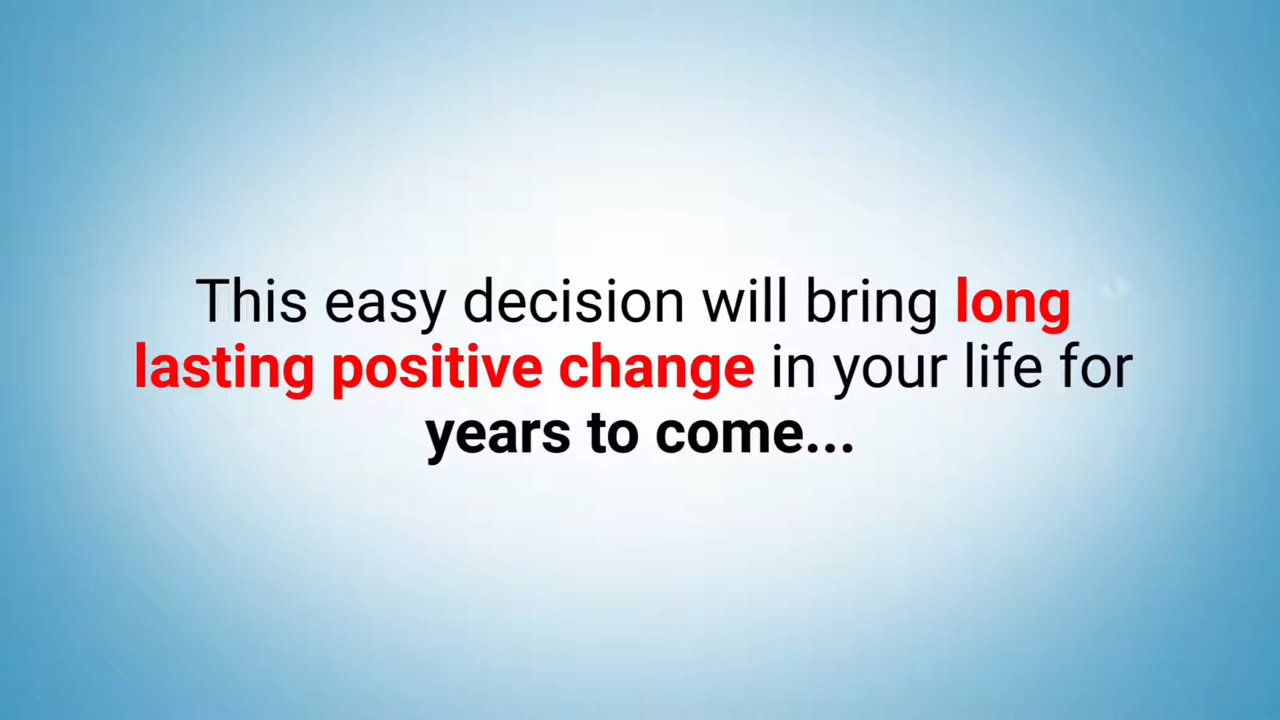 This easy decision will bring long
lasting positive change in your life for
years to come...